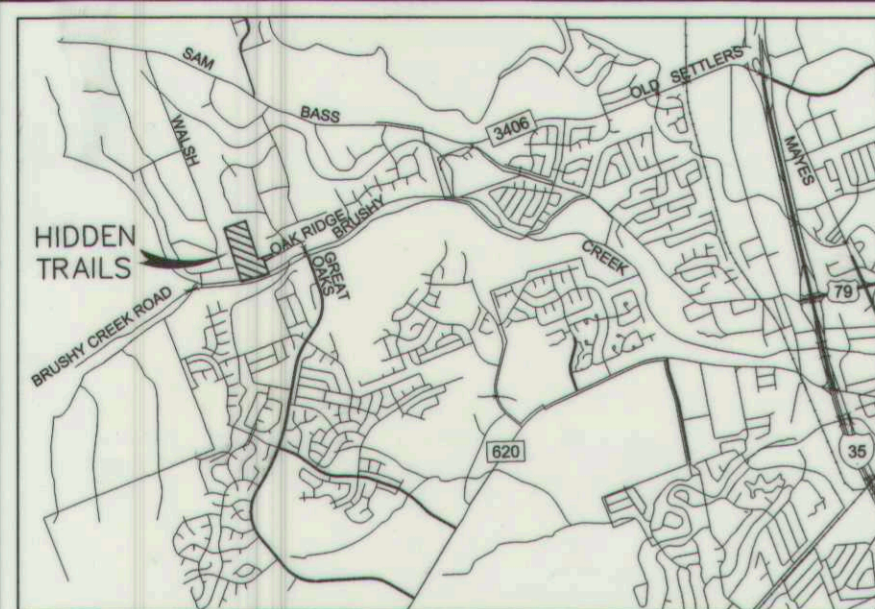 SAM
BASS
WALSH
3406
OLD SETTLERS
MAYES
HIDDEN
TRAILS
OAK RIDGE
BRUSHY
CREEK
GREAT
OAKS
BRUSHY CREEK ROAD
79
620
35